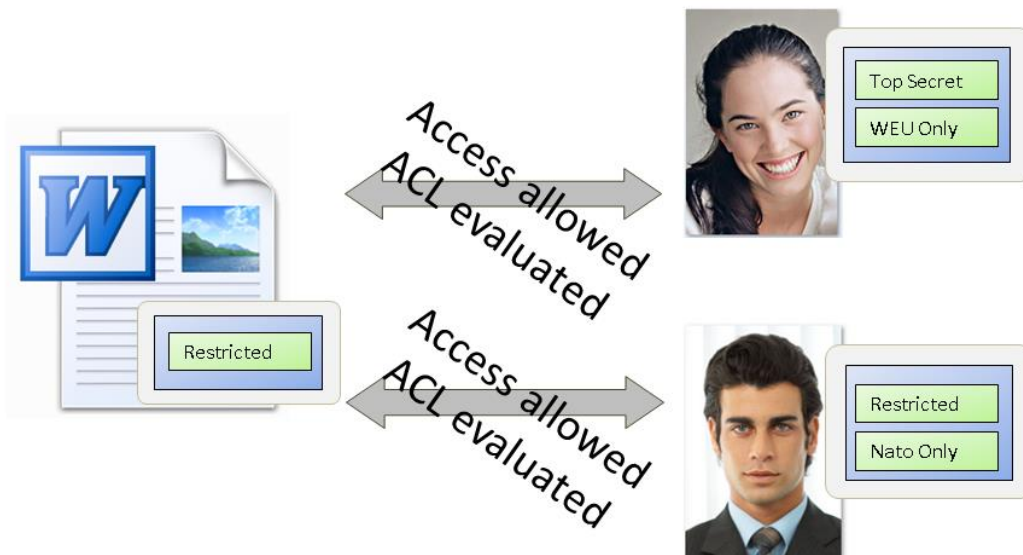 Top Secret
WEU Only
Access allowed
ACL evaluated
W
Restricted
Access allowed
ACL evaluated
Restricted
Nato Only